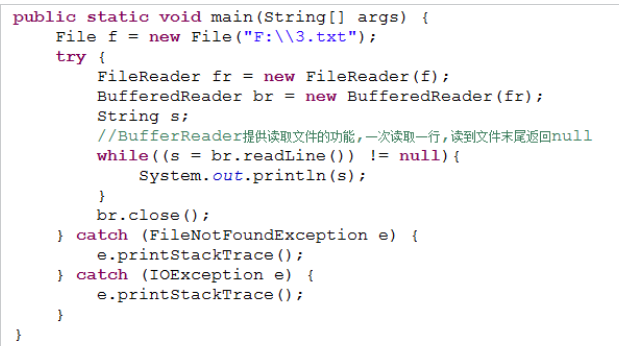 public static void main(String[] args) {
    File f = new File("F:\\3.txt");
    try {
        FileReader fr = new FileReader(f);
        BufferedReader br = new BufferedReader(fr);
        String s;
        //BufferReader提供读取文件的功能,一次读取一行,读到文件末尾返回null
        while((s = br.readLine()) != null){
            System.out.println(s);
        }
        br.close();
    } catch (FileNotFoundException e) {
        e.printStackTrace();
    } catch (IOException e) {
        e.printStackTrace();
    }
}